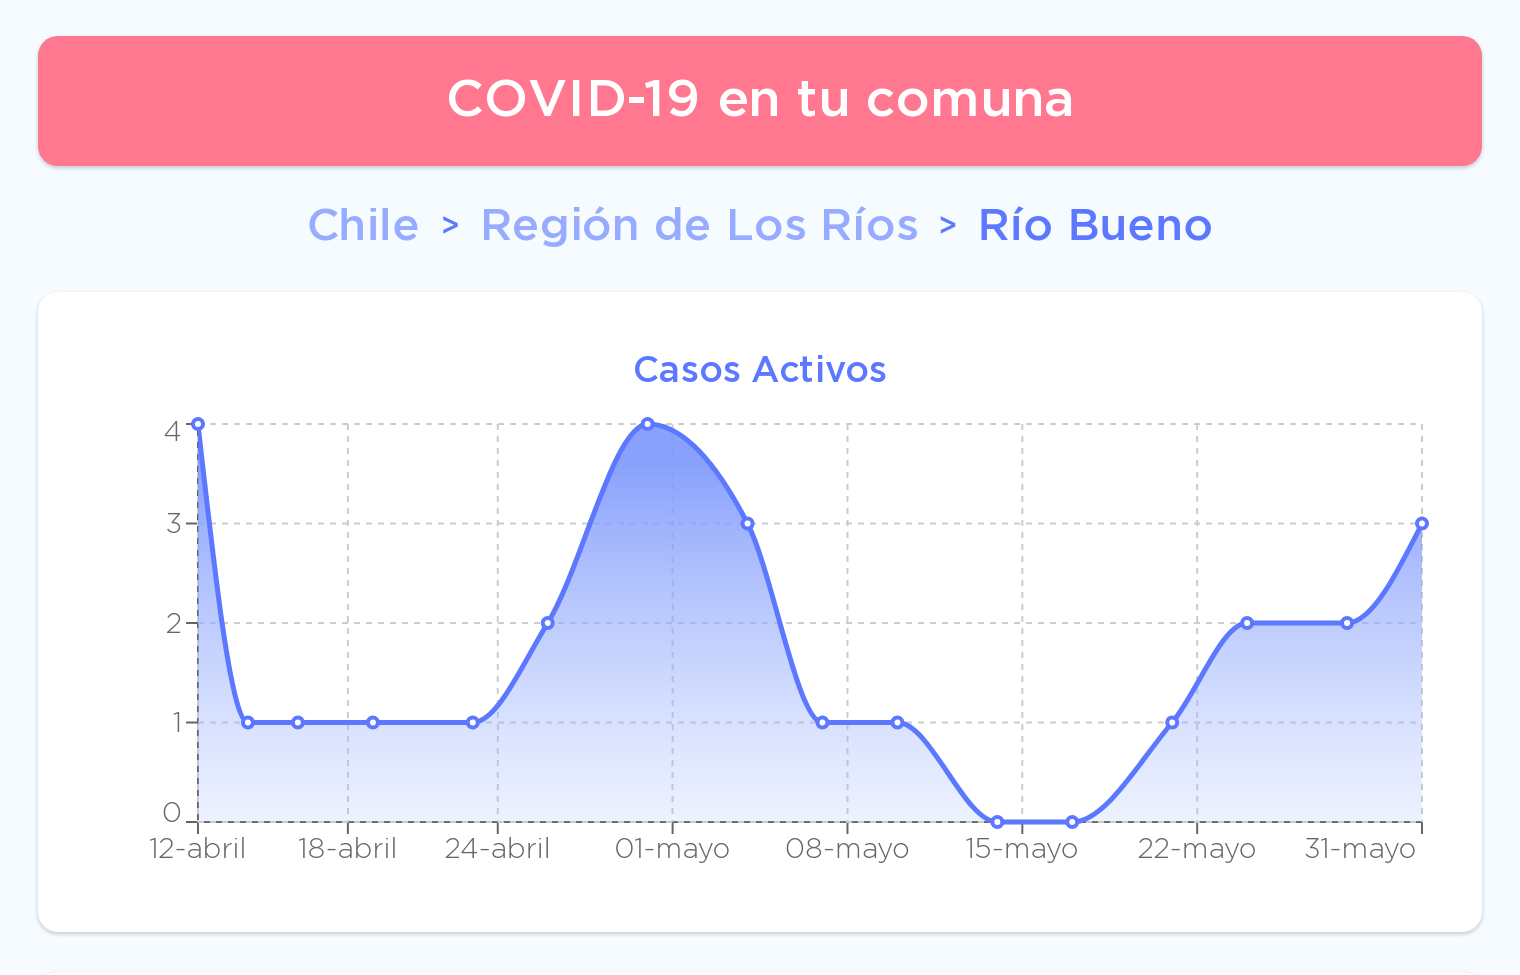 COVID-19 en tu comuna
Chile > Región de Los Ríos > Río Bueno
Casos Activos
4
3
2
1
0
12-abril 18-abril 24-abril 01-mayo 08-mayo 15-mayo 22-mayo 31-mayo